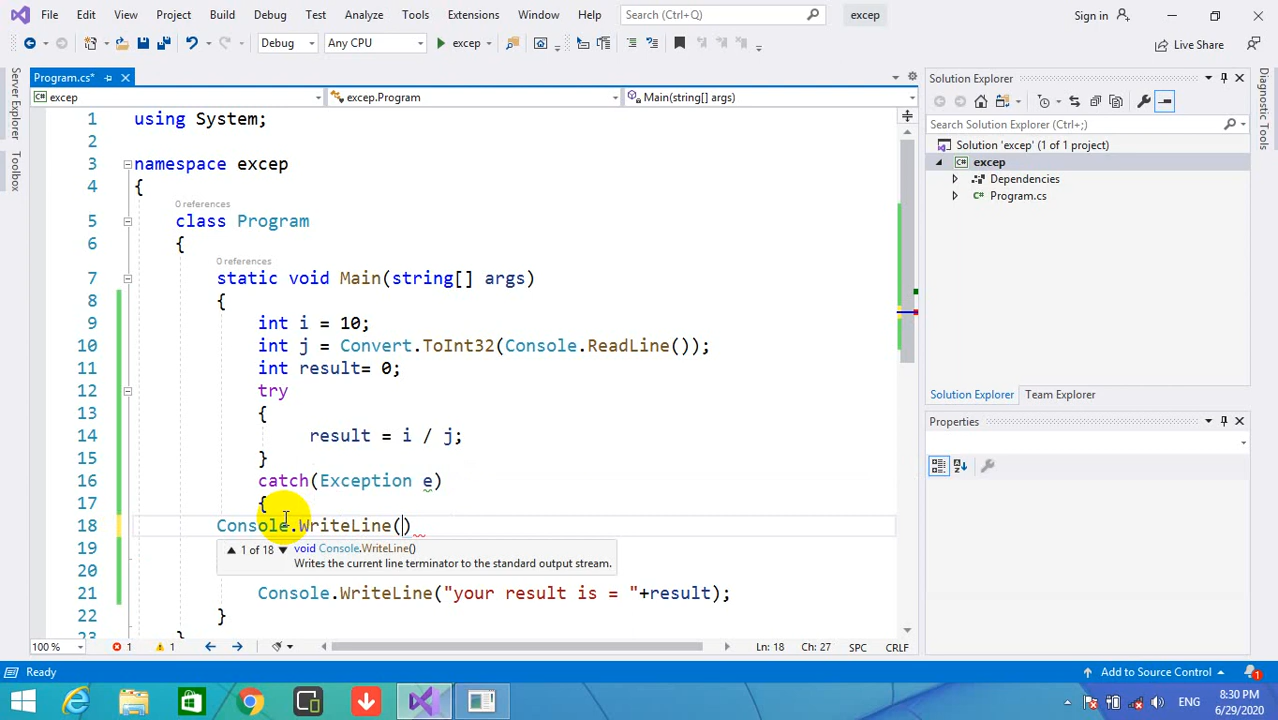 File Edit View Project Build Debug Test Analyze Tools Extensions Window Help Search (Ctrl+Q) excep Sign in
Debug Any CPU excep Live Share
Server Explorer
Toolbox
Program.cs*
excep excep.Program Main(string[] args)
1 using System;
2
3 namespace excep
4 {
0 references
5 class Program
6 {
0 references
7 static void Main(string[] args)
8 {
9 int i = 10;
10 int j = Convert.ToInt32(Console.ReadLine());
11 int result= 0;
12 try
13 {
14 result = i / j;
15 }
16 catch(Exception e)
17 {
18 Console.WriteLine()
1 of 18 void Console.WriteLine()
Writes the current line terminator to the standard output stream.
19
20
21 Console.WriteLine("your result is = "+result);
22 }
23 }
100 % 1 1 Ln: 18 Ch: 27 SPC CRLF
Solution Explorer
Search Solution Explorer (Ctrl+;)
Solution 'excep' (1 of 1 project)
excep
Dependencies
Program.cs
Solution Explorer Team Explorer
Properties
Diagnostic Tools
Ready Add to Source Control 1
ENG 8:30 PM
6/29/2020